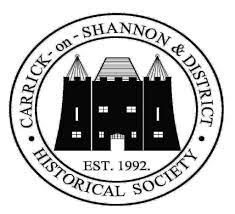 CARRICK - on - SHANNON & DISTRICT
• HISTORICAL SOCIETY •
EST. 1992.